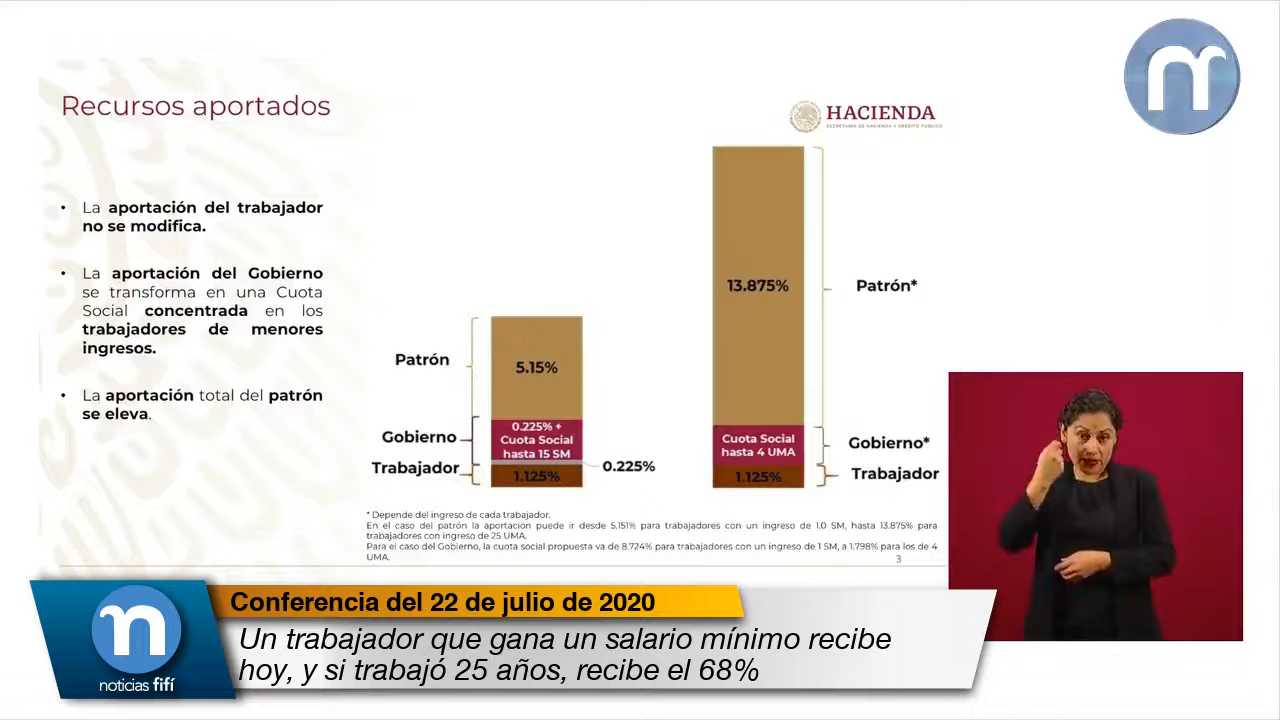 Recursos aportados
HACIENDA
SECRETARÍA DE HACIENDA Y CRÉDITO PÚBLICO
• La aportación del trabajador
no se modifica.
• La aportación del Gobierno
se transforma en una Cuota
Social concentrada en los
trabajadores de menores
ingresos.
• La aportación total del patrón
se eleva.
Patrón
5.15%
Gobierno
0.225% +
Cuota Social
hasta 15 SM
Trabajador
0.225%
1.125%
13.875%
Patrón*
Cuota Social
hasta 4 UMA
Gobierno*
1.125%
Trabajador
* Depende del ingreso de cada trabajador.
En el caso del patrón la aportación puede ir desde 5.151% para trabajadores con un ingreso de 1.0 SM, hasta 13.875% para
trabajadores con ingreso de 25 UMA.
Para el caso del Gobierno, la cuota social propuesta va de 8.724% para trabajadores con un ingreso de 1 SM, a 1.798% para los de 4
UMA.
3
Conferencia del 22 de julio de 2020
Un trabajador que gana un salario mínimo recibe
hoy, y si trabajó 25 años, recibe el 68%
n
noticias fifí